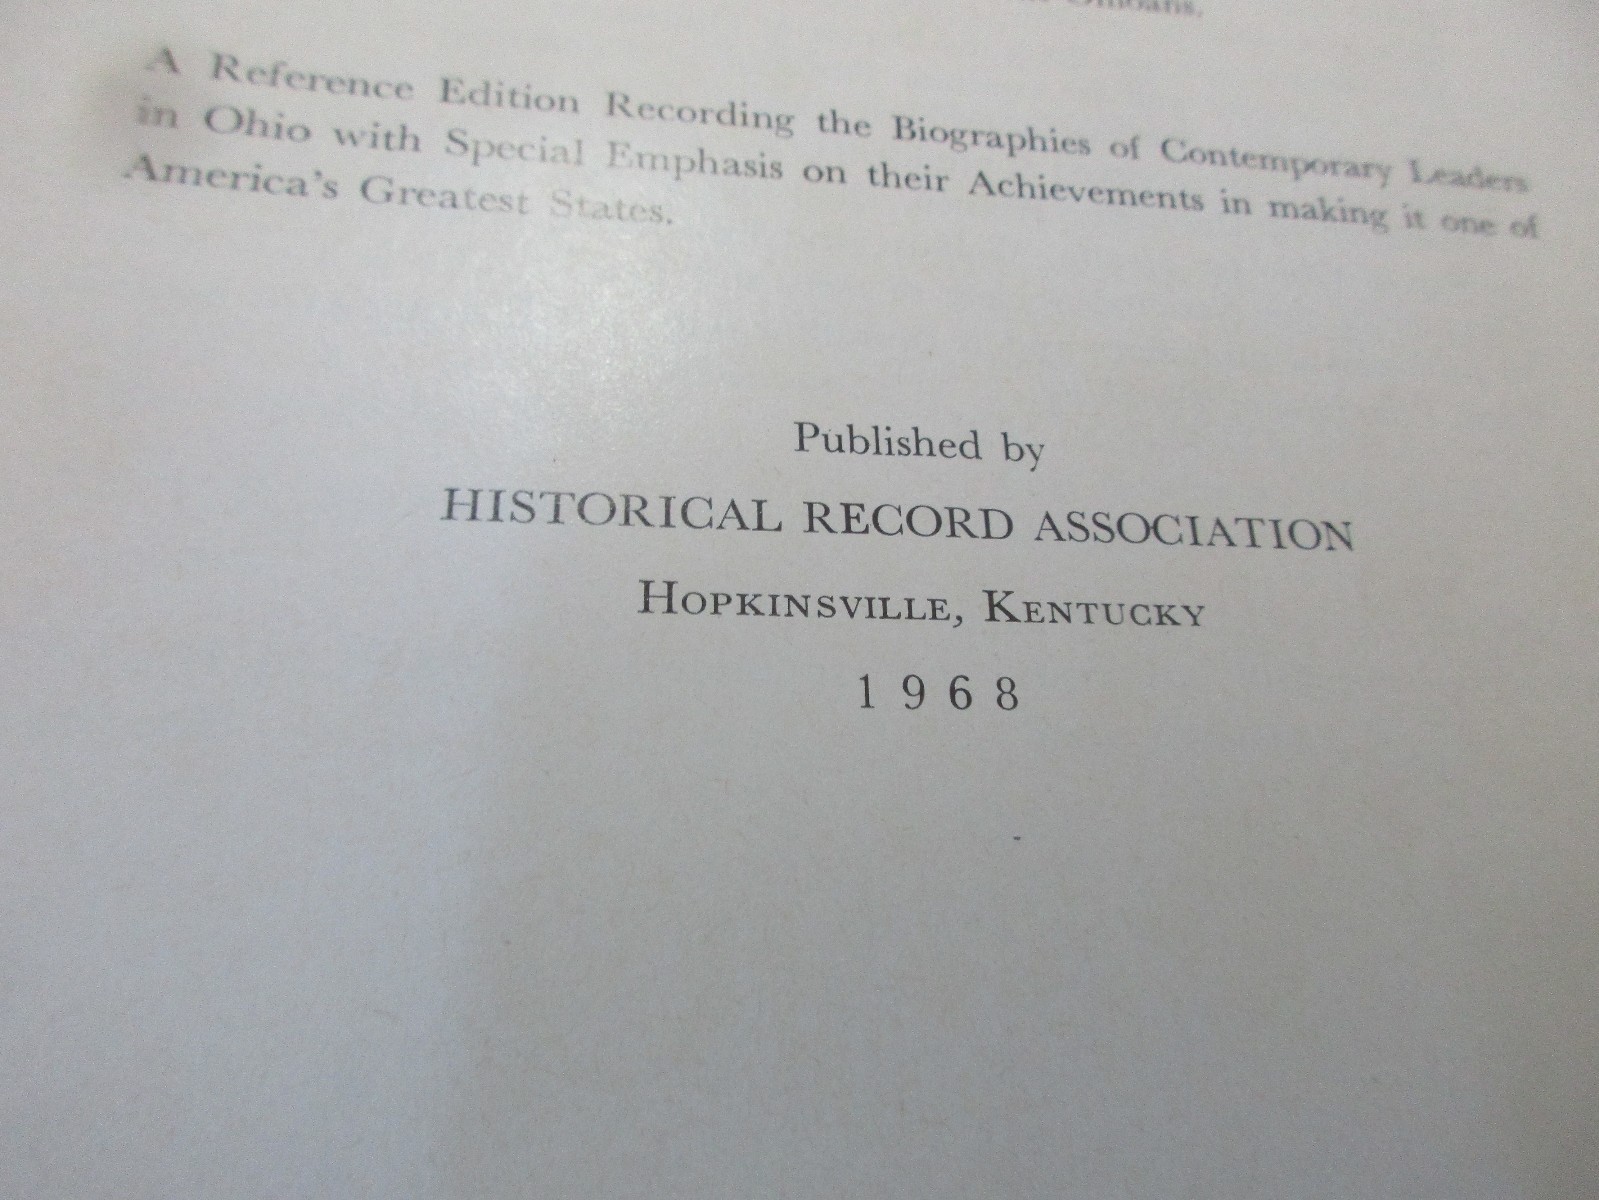 A Reference Edition Recording the Biographies of Contemporary Leaders
in Ohio with Special Emphasis on their Achievements in making it one of
America's Greatest States.
Published by
HISTORICAL RECORD ASSOCIATION
HOPKINSVILLE, KENTUCKY
1968